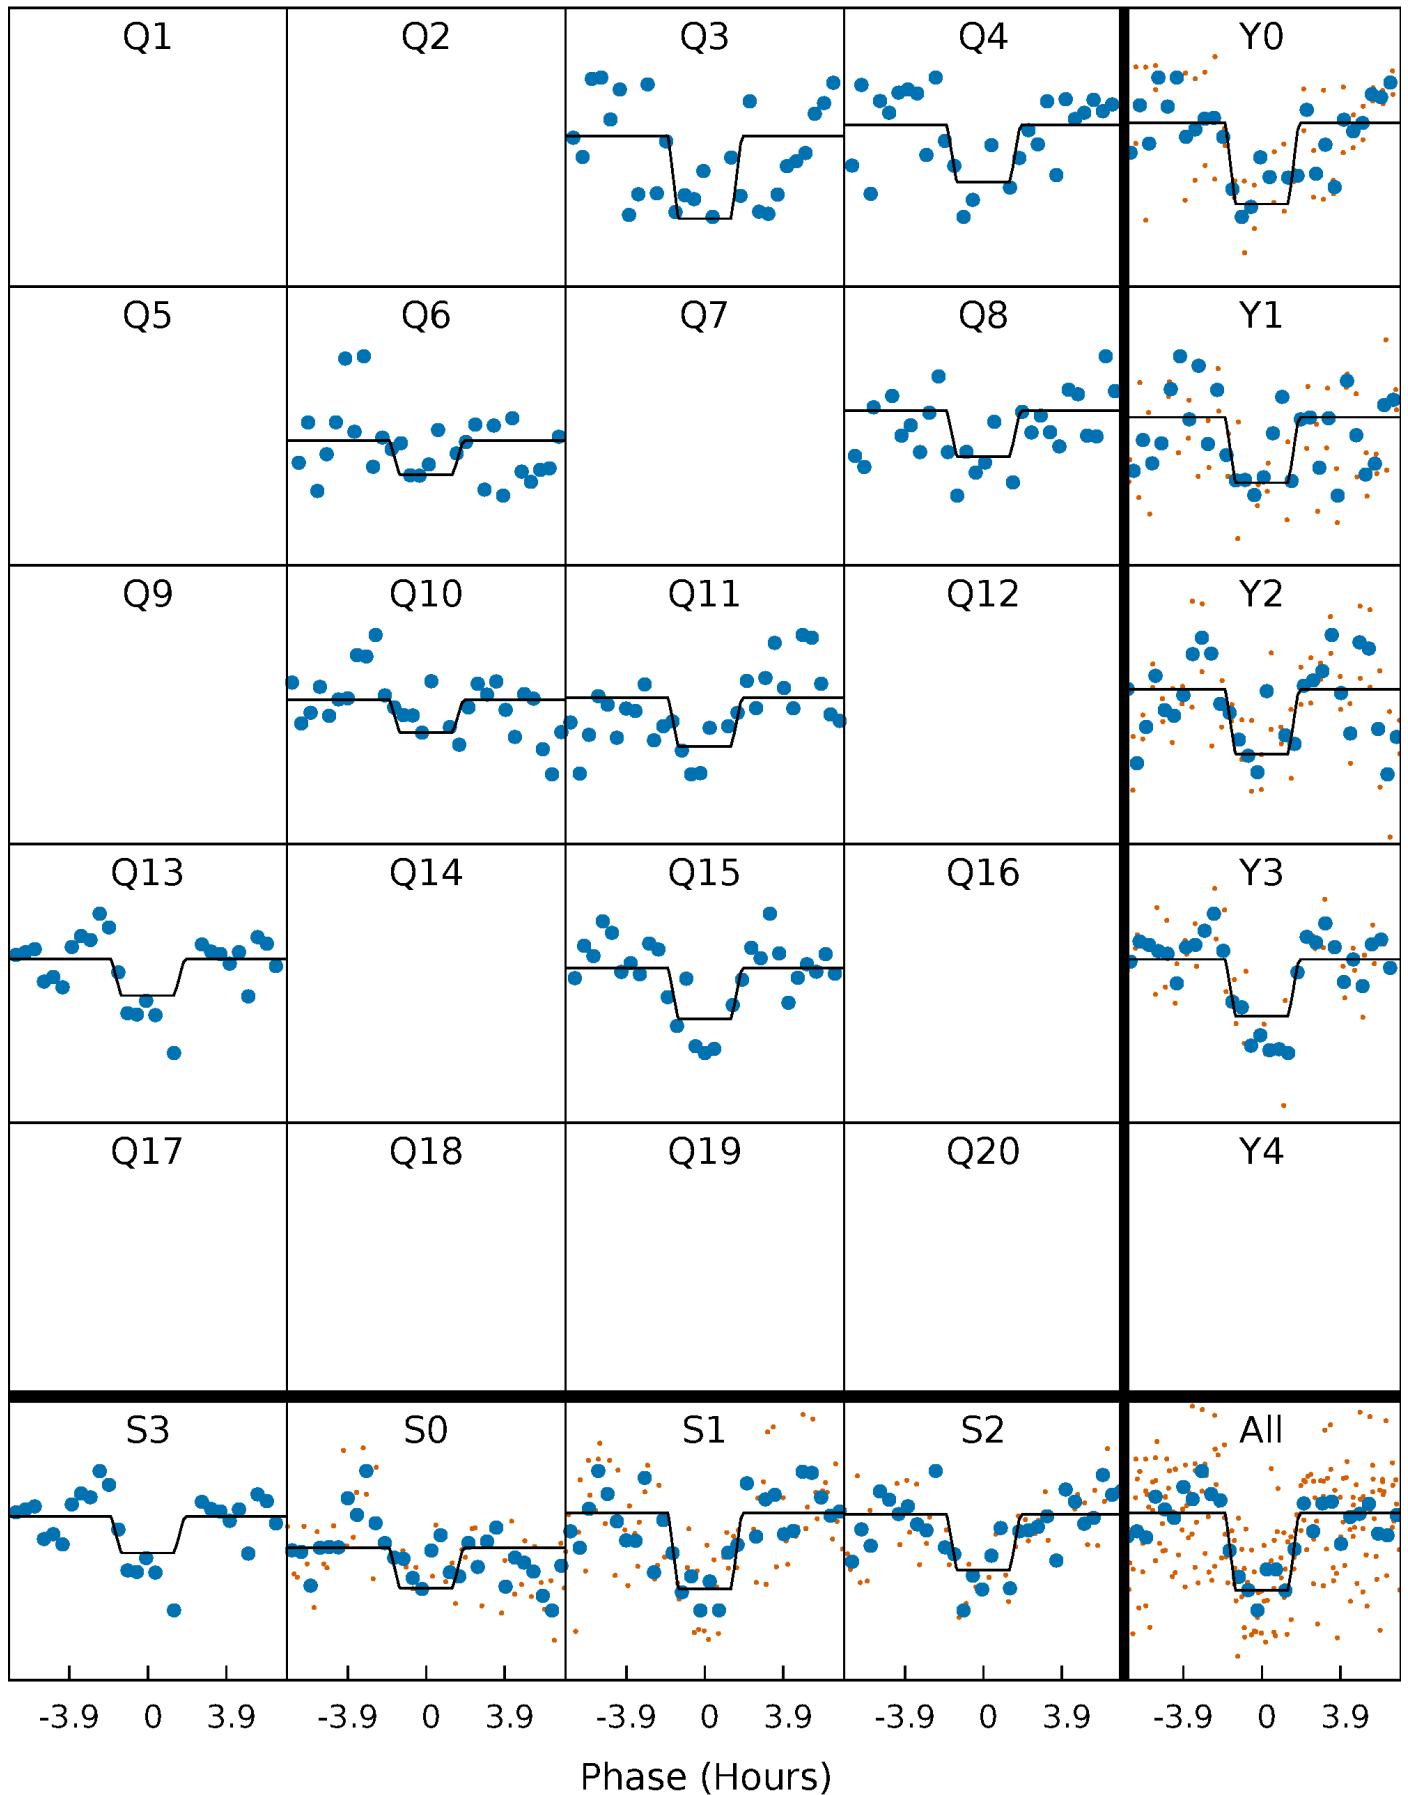 Q1 Q2 Q3 Q4 Y0
Q5 Q6 Q7 Q8 Y1
Q9 Q10 Q11 Q12 Y2
Q13 Q14 Q15 Q16 Y3
Q17 Q18 Q19 Q20 Y4
S3 S0 S1 S2 All
-3.9 0 3.9 -3.9 0 3.9 -3.9 0 3.9 -3.9 0 3.9 -3.9 0 3.9
Phase (Hours)